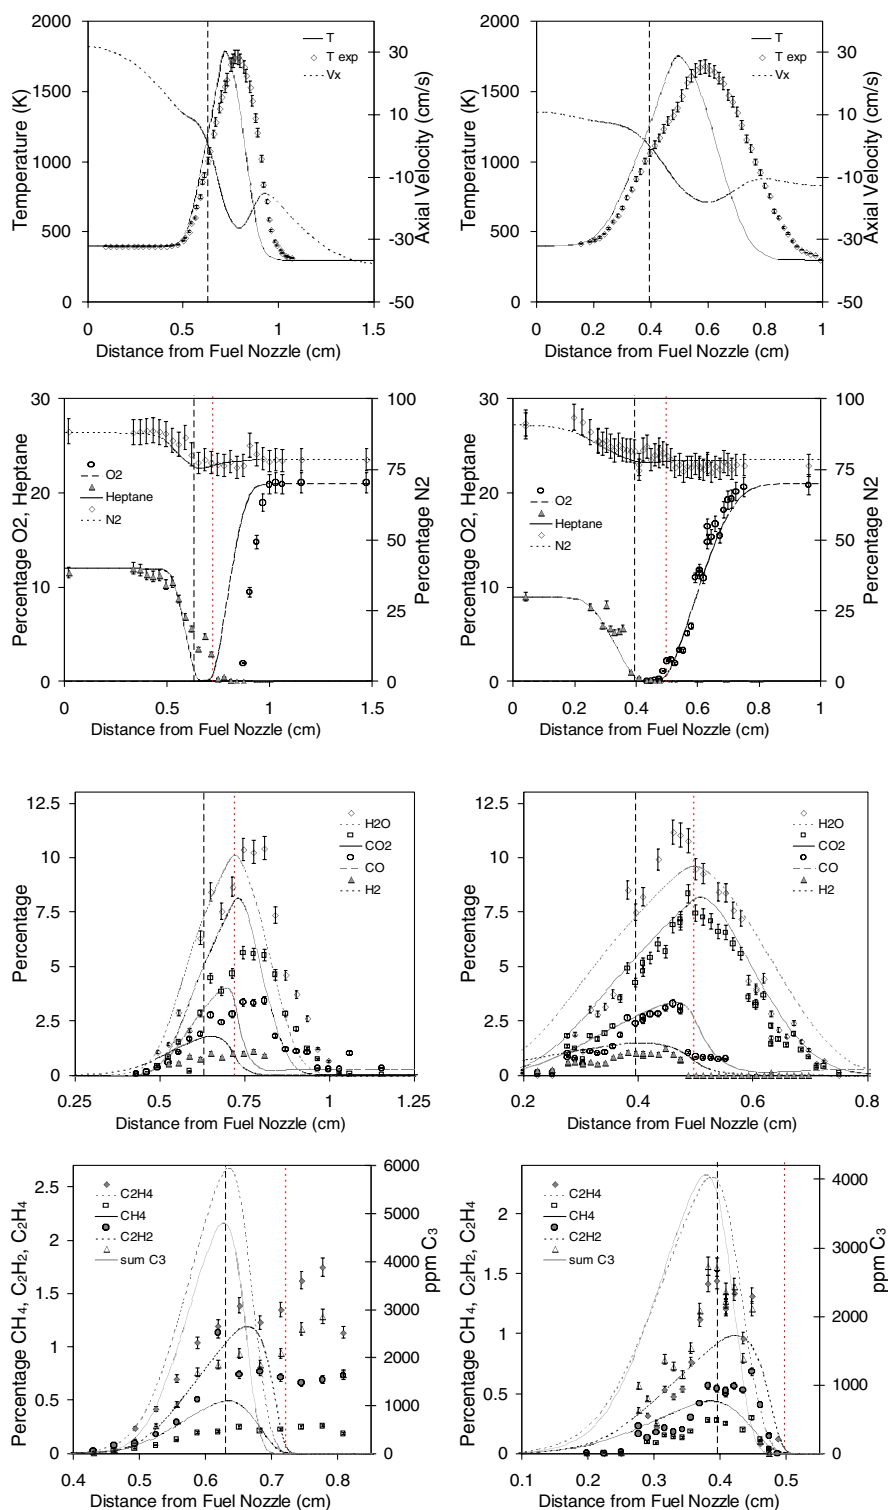 2000
1600
1200
800
400
0
Temperature (K)
T
T exp
Vx
30
10
-10
-30
-50
Axial Velocity (cm/s)
0
0.5
1
1.5
Distance from Fuel Nozzle (cm)
2000
1500
1000
500
0
Temperature (K)
T
T exp
Vx
30
10
-10
-30
-50
Axial Velocity (cm/s)
0
0.2
0.4
0.6
0.8
1
Distance from Fuel Nozzle (cm)
30
20
10
0
Percentage O2, Heptane
O2
Heptane
N2
100
75
50
25
0
Percentage N2
0
0.5
1
1.5
Distance from Fuel Nozzle (cm)
30
20
10
0
Percentage O2, Heptane
O2
Heptane
N2
100
75
50
25
0
Percentage N2
0
0.2
0.4
0.6
0.8
1
Distance from Fuel Nozzle (cm)
12.5
10
7.5
5
2.5
0
Percentage
H2O
CO2
CO
H2
0.25
0.5
0.75
1
1.25
Distance from Fuel Nozzle (cm)
12.5
10
7.5
5
2.5
0
Percentage
H2O
CO2
CO
H2
0.2
0.4
0.6
0.8
Distance from Fuel Nozzle (cm)
2.5
2
1.5
1
0.5
0
Percentage CH4, C2H2, C2H4
C2H4
CH4
C2H2
sum C3
6000
5000
4000
3000
2000
1000
0
ppm C3
0.4
0.5
0.6
0.7
0.8
Distance from Fuel Nozzle (cm)
2
1.5
1
0.5
0
Percentage CH4, C2H2, C2H4
C2H4
CH4
C2H2
sum C3
4000
3000
2000
1000
0
ppm C3
0.1
0.2
0.3
0.4
0.5
Distance from Fuel Nozzle (cm)